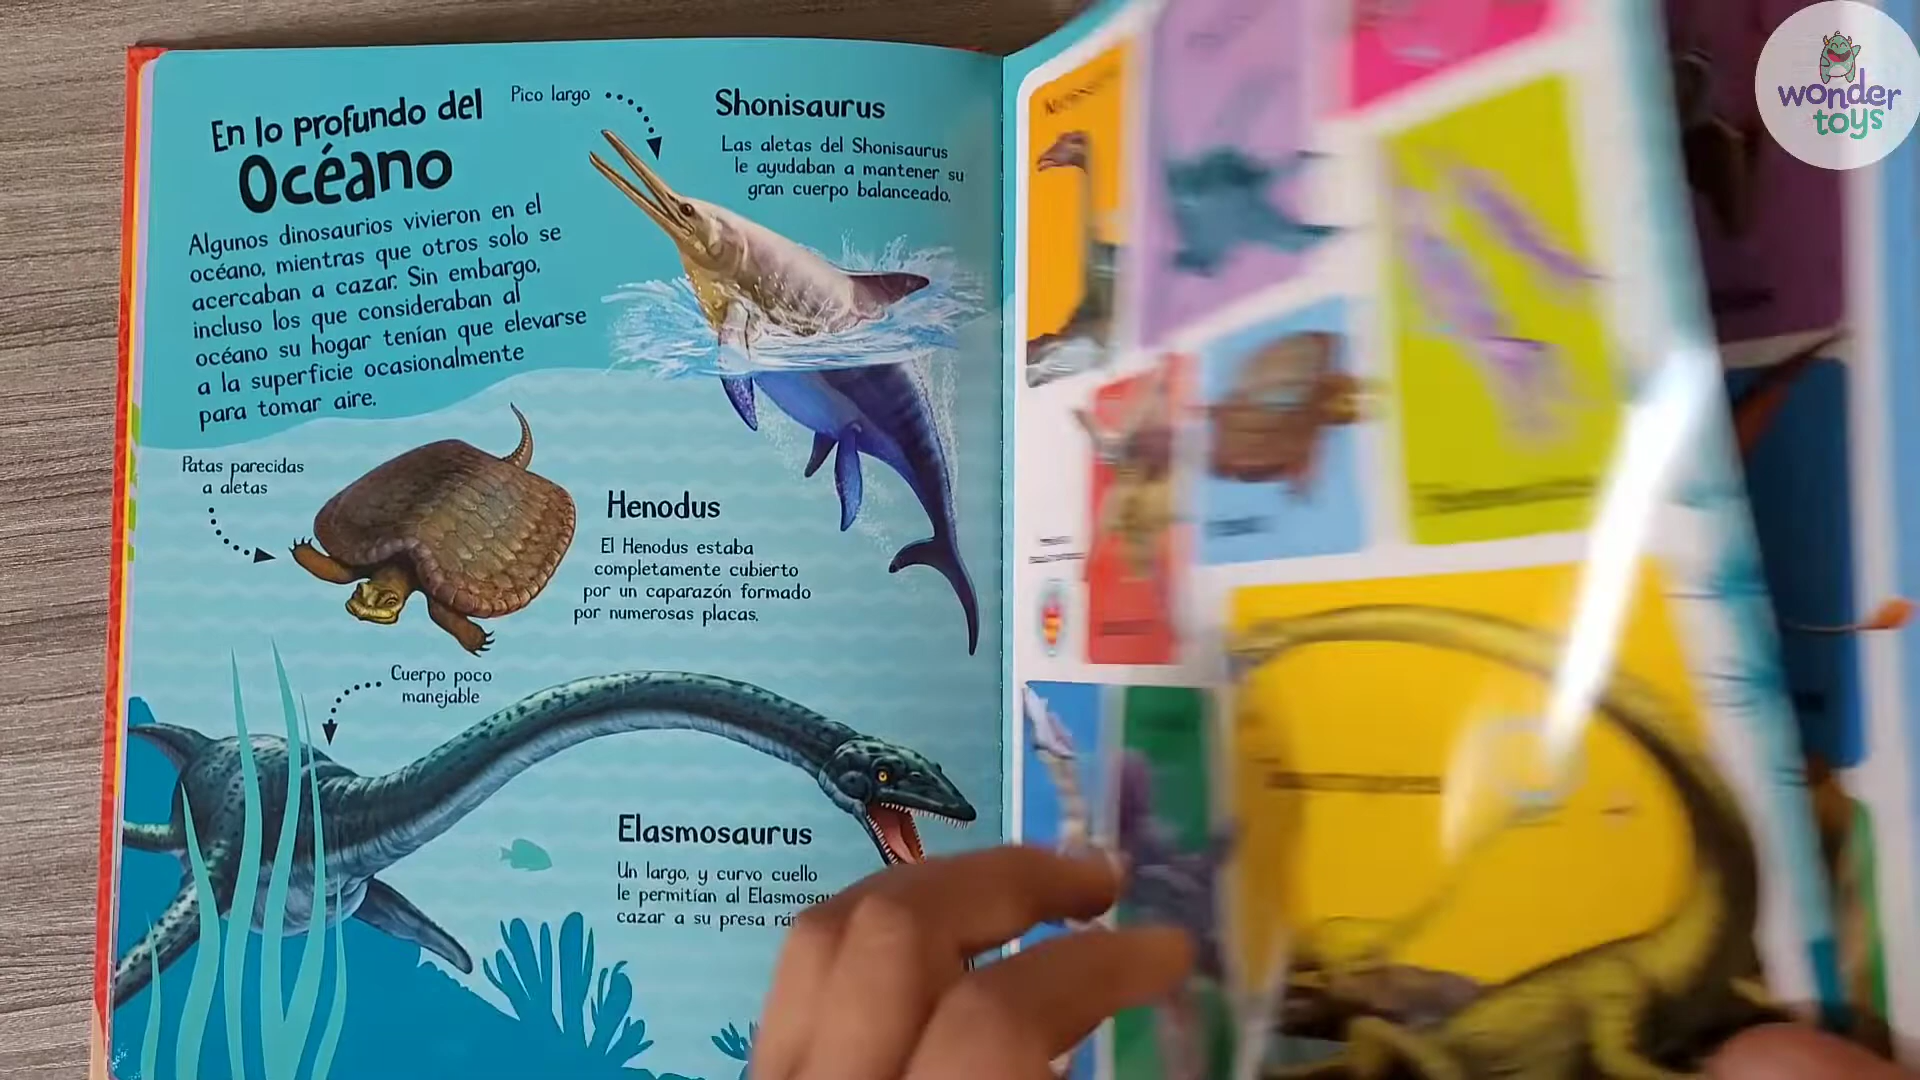 En lo profundo del
Océano
Algunos dinosaurios vivieron en el
océano, mientras que otros solo se
acercaban a cazar. Sin embargo,
incluso los que consideraban al
océano su hogar tenían que elevarse
a la superficie ocasionalmente
para tomar aire.
Pico largo
Shonisaurus
Las aletas del Shonisaurus
le ayudaban a mantener su
gran cuerpo balanceado.
Patas parecidas
a aletas
Henodus
El Henodus estaba
completamente cubierto
por un caparazón formado
por numerosas placas.
Cuerpo poco
manejable
Elasmosaurus
Un largo, y curvo cuello
le permitían al
cazar a su presa
wonder
toys